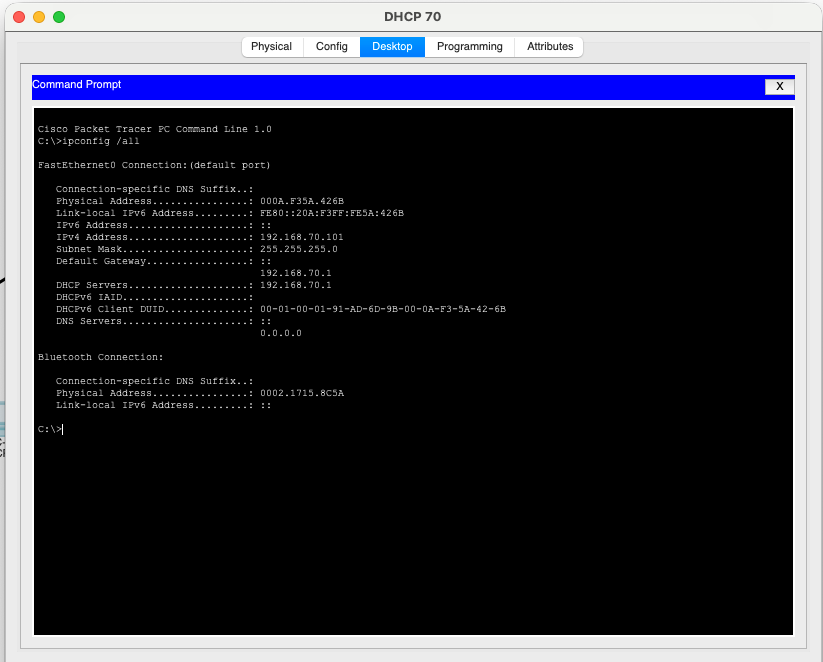 DHCP 70
Physical Config Desktop Programming Attributes
Command Prompt X
Cisco Packet Tracer PC Command Line 1.0
C:\>ipconfig /all
FastEthernet0 Connection:(default port)
Connection-specific DNS Suffix..:
Physical Address................: 000A.F35A.426B
Link-local IPv6 Address.........: FE80::20A:F3FF:FE5A:426B
IPv6 Address....................: ::
IPv4 Address....................: 192.168.70.101
Subnet Mask.....................: 255.255.255.0
Default Gateway.................: ::
192.168.70.1
DHCP Servers....................: 192.168.70.1
DHCPv6 IAID.....................:
DHCPv6 Client DUID..............: 00-01-00-01-91-AD-6D-9B-00-0A-F3-5A-42-6B
DNS Servers.....................: ::
0.0.0.0
Bluetooth Connection:
Connection-specific DNS Suffix..:
Physical Address................: 0002.1715.8C5A
Link-local IPv6 Address.........: ::
C:\>